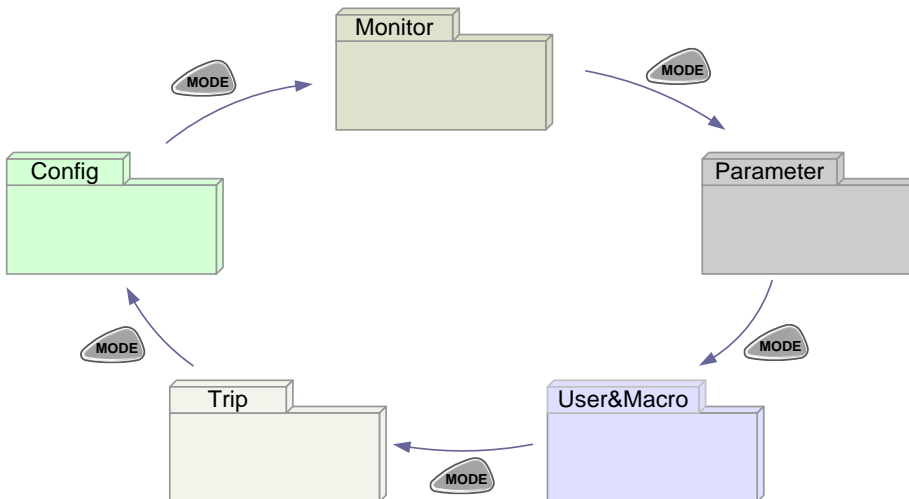 Monitor
MODE
MODE
Config
Parameter
MODE
MODE
Trip
User&Macro
MODE